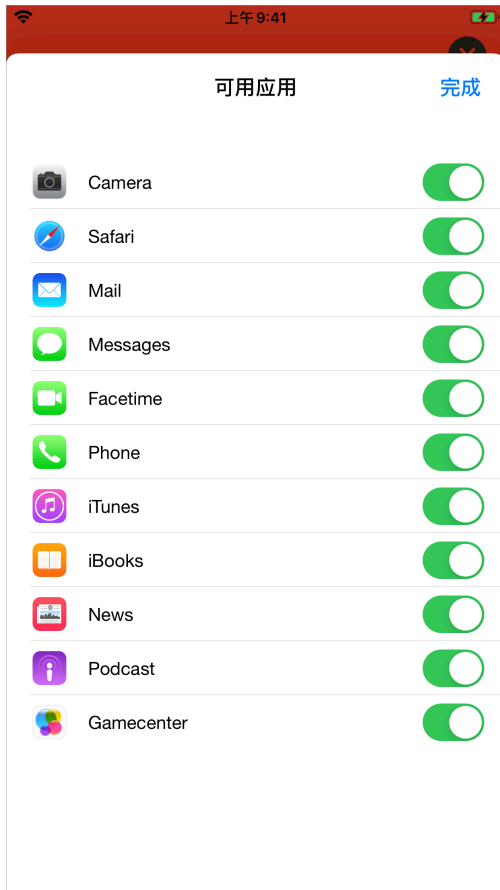 上午9:41
可用应用
完成
Camera
Safari
Mail
Messages
Facetime
Phone
iTunes
iBooks
News
Podcast
Gamecenter